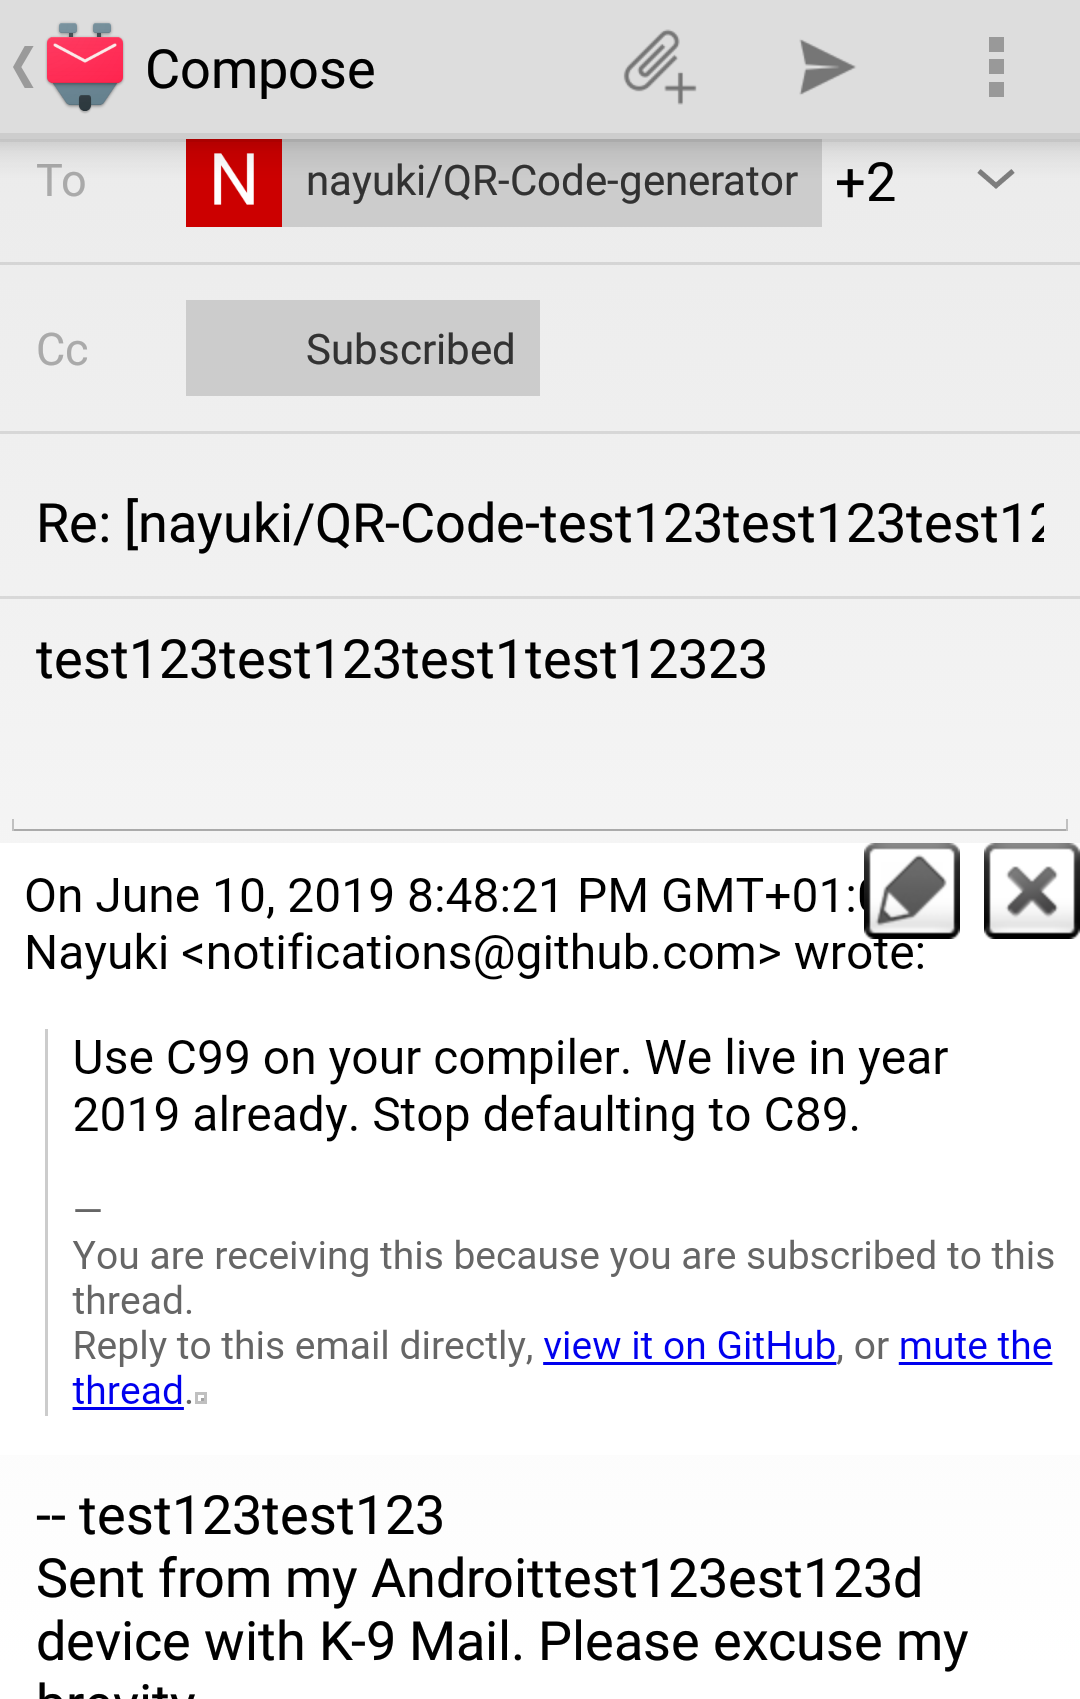 Compose
To N nayuki/QR-Code-generator +2
Cc Subscribed
Re: [nayuki/QR-Code-test123test123test12
test123test123test1test12323
On June 10, 2019 8:48:21 PM GMT+01:
Nayuki <notifications@github.com> wrote:
Use C99 on your compiler. We live in year
2019 already. Stop defaulting to C89.
—
You are receiving this because you are subscribed to this
thread.
Reply to this email directly, view it on GitHub, or mute the
thread.
-- test123test123
Sent from my Androittest123est123d
device with K-9 Mail. Please excuse my
brevity